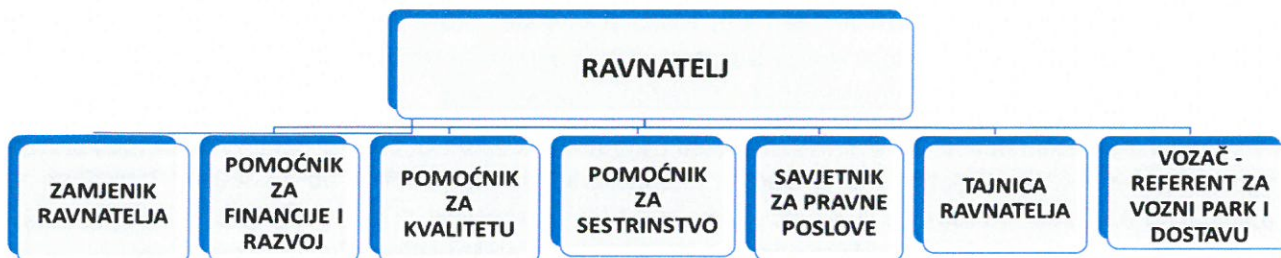 RAVNATELJ
ZAMJENIK
RAVNATELJA
POMOĆNIK
ZA
FINANCIJE I
RAZVOJ
POMOĆNIK
ZA
KVALITETU
POMOĆNIK
ZA
SESTRINSTVO
SAVJETNIK
ZA PRAVNE
POSLOVE
TAJNICA
RAVNATELJA
VOZAČ -
REFERENT ZA
VOZNI PARK I
DOSTAVU